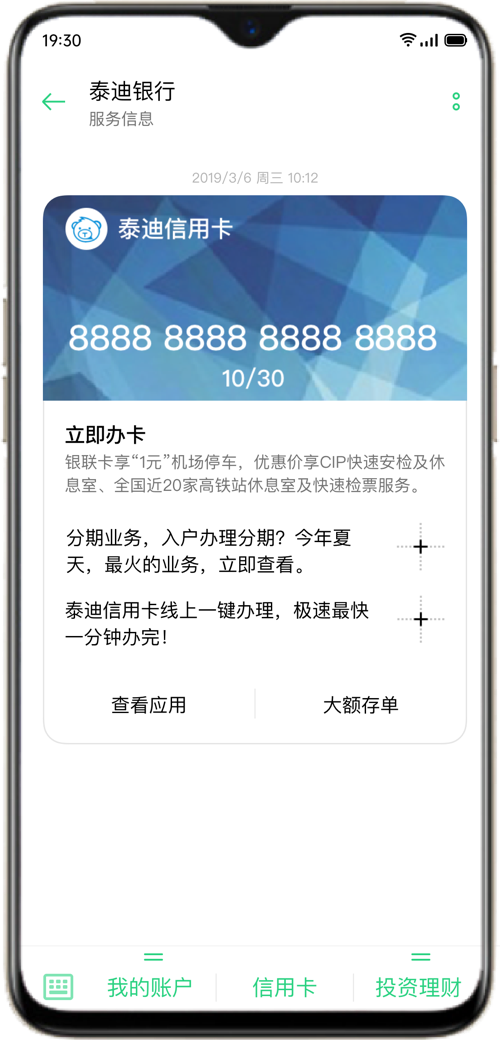 19:30
泰迪银行
服务信息
2019/3/6 周三 10:12
泰迪信用卡
8888 8888 8888 8888
10/30
立即办卡
银联卡享“1元”机场停车，优惠价享CIP快速安检及休
息室、全国近20家高铁站休息室及快速检票服务。
分期业务，入户办理分期？今年夏
天，最火的业务，立即查看。
泰迪信用卡线上一键办理，极速最快
一分钟办完！
查看应用
大额存单
我的账户
信用卡
投资理财